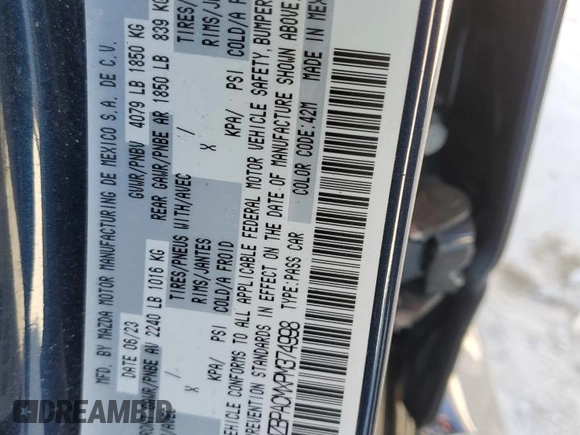 MFD. BY MAZDA MOTOR MANUFACTURING DE MEXICO S.A. DE C.V.
DATE 06/23 GVWR/PNBV 4079 LB 1850 KG
GAWR/PNBE AV 2240 LB 1016 KG REAR GAWR/PNBE AR 1850 LB 839 KG
TIRES/PNEUS WITH/AVEC X TIRES/
RIMS/JANTES X RIMS/
COLD/A FROID KPA/ PSI COLD/A
KPA/ PSI
VEHICLE CONFORMS TO ALL APPLICABLE FEDERAL MOTOR VEHICLE SAFETY, BUMPER
PREVENTION STANDARDS IN EFFECT ON THE DATE OF MANUFACTURE SHOWN ABOVE.
TYPE:PASS CAR COLOR CODE:42M MADE IN MEX
DREAMBID